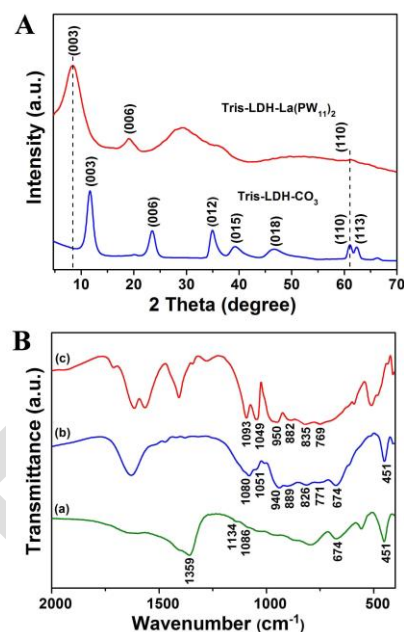 A
(003)
Tris-LDH-La(PW₁₁)₂
(006)
(110)
(003)
Tris-LDH-CO₃
(006)
(012)
(015)
(018)
(110)
(113)
Intensity (a.u.)
10 20 30 40 50 60 70
2 Theta (degree)
B
(c)
1093
1049
950
882
835
769
(b)
1080
1051
940
889
826
771
674
451
(a)
1359
1134
1086
674
451
Transmittance (a.u.)
2000 1500 1000 500
Wavenumber (cm⁻¹)